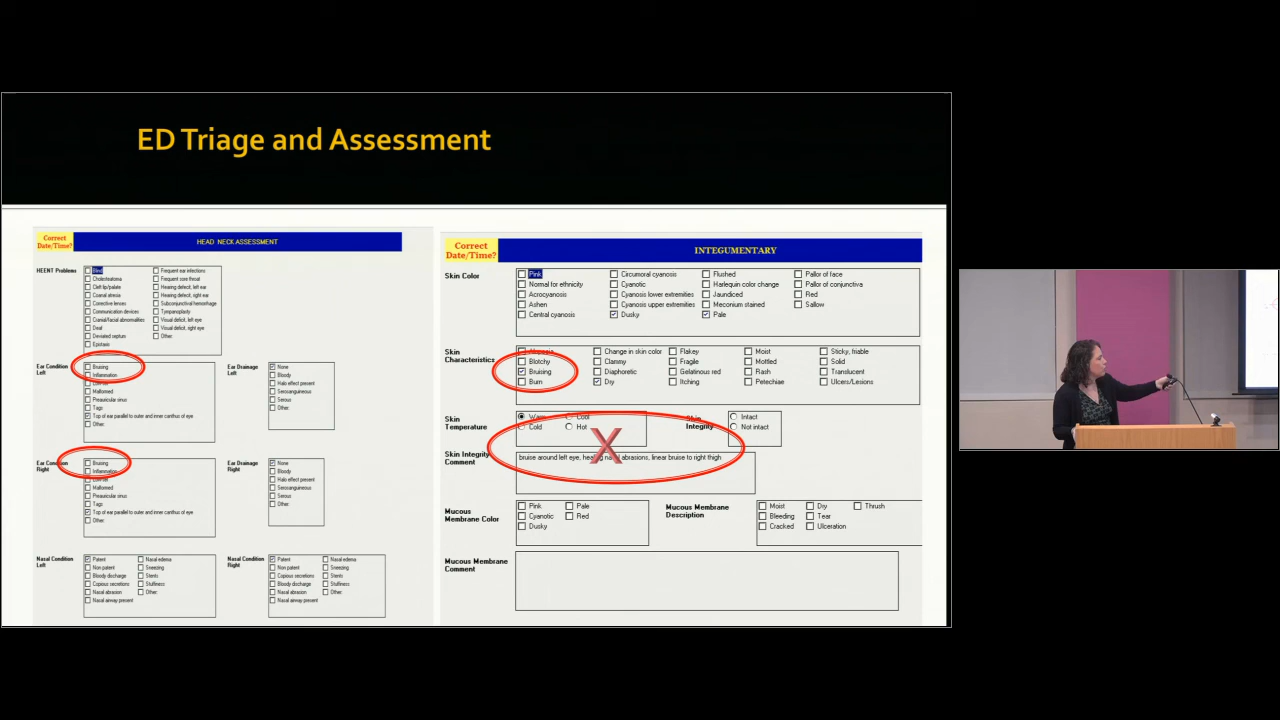 ED Triage and Assessment
Correct Date/Time?
HEAD NECK ASSESSMENT
HEENT Problems
Blind
Cholesteatoma
Cleft lip/palate
Coanal atresia
Corrective lenses
Communication devices
Cranial/facial abnormalities
Deaf
Deviated septum
Epistaxis
Frequent ear infections
Frequent sore throat
Hearing defect, left ear
Hearing defect, right ear
Subconjunctival hemorrhage
Tympanoplasty
Visual deficit, left eye
Visual deficit, right eye
Other:
Ear Condition Left
Bruising
Inflammation
Low set
Malformed
Preauricular sinus
Tags
Top of ear parallel to outer and inner canthus of eye
Other:
Ear Drainage Left
None
Bloody
Halo effect present
Serosanguineous
Serous
Other:
Ear Condition Right
Bruising
Inflammation
Low set
Malformed
Preauricular sinus
Tags
Top of ear parallel to outer and inner canthus of eye
Other:
Ear Drainage Right
None
Bloody
Halo effect present
Serosanguineous
Serous
Other:
Nasal Condition Left
Patent
Non patent
Bloody discharge
Copious secretions
Nasal abrasion
Nasal airway present
Nasal edema
Sneezing
Stents
Stuffiness
Other:
Nasal Condition Right
Patent
Non patent
Copious secretions
Bloody discharge
Nasal abrasion
Nasal airway present
Nasal edema
Sneezing
Stents
Stuffiness
Other:
Correct Date/Time?
INTEGUMENTARY
Skin Color
Pink
Normal for ethnicity
Acrocyanosis
Ashen
Central cyanosis
Circumoral cyanosis
Cyanotic
Cyanosis lower extremities
Cyanosis upper extremities
Dusky
Flushed
Harlequin color change
Jaundiced
Meconium stained
Pale
Pallor of face
Pallor of conjunctiva
Red
Sallow
Skin Characteristics
Blotchy
Bruising
Burn
Change in skin color
Clammy
Diaphoretic
Dry
Flakey
Fragile
Gelatinous red
Itching
Moist
Mottled
Rash
Petechiae
Sticky, friable
Solid
Translucent
Ulcers/Lesions
Skin Temperature
Warm
Cold
Cool
Hot
Skin Integrity
Intact
Not intact
Skin Integrity Comment
bruise around left eye, healing nasal abrasions, linear bruise to right thigh
X
Mucous Membrane Color
Pink
Cyanotic
Dusky
Pale
Red
Mucous Membrane Description
Moist
Bleeding
Cracked
Dry
Tear
Ulceration
Thrush
Mucous Membrane Comment